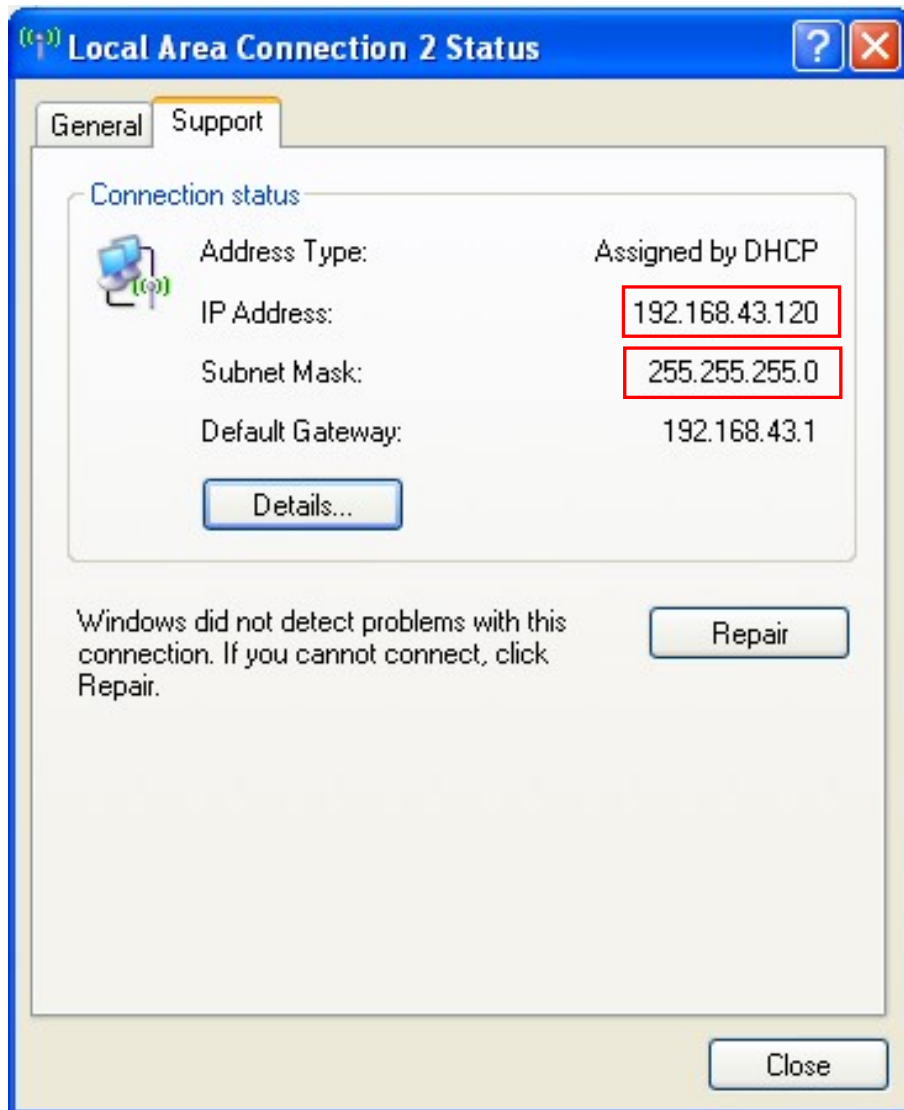 Local Area Connection 2 Status
General
Support
Connection status
Address Type: Assigned by DHCP
IP Address: 192.168.43.120
Subnet Mask: 255.255.255.0
Default Gateway: 192.168.43.1
Details...
Windows did not detect problems with this
connection. If you cannot connect, click
Repair.
Repair
Close